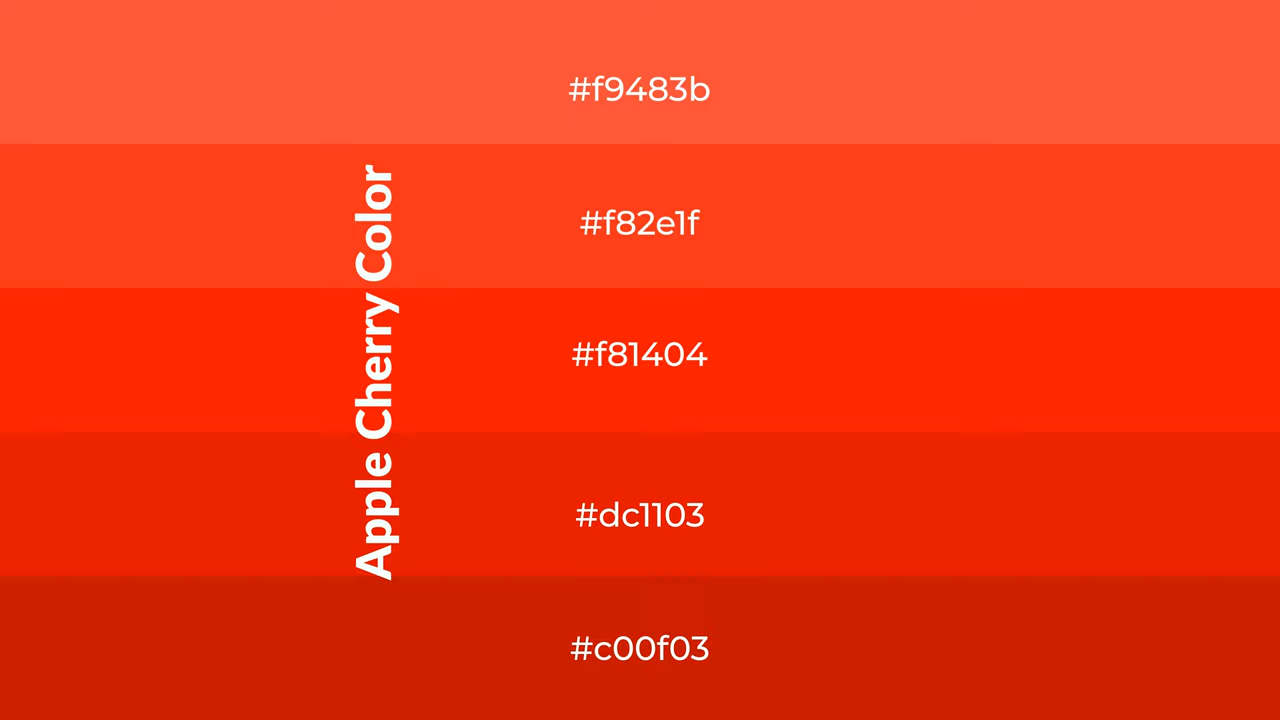 Apple Cherry Color
#f9483b
#f82e1f
#f81404
#dc1103
#c00f03